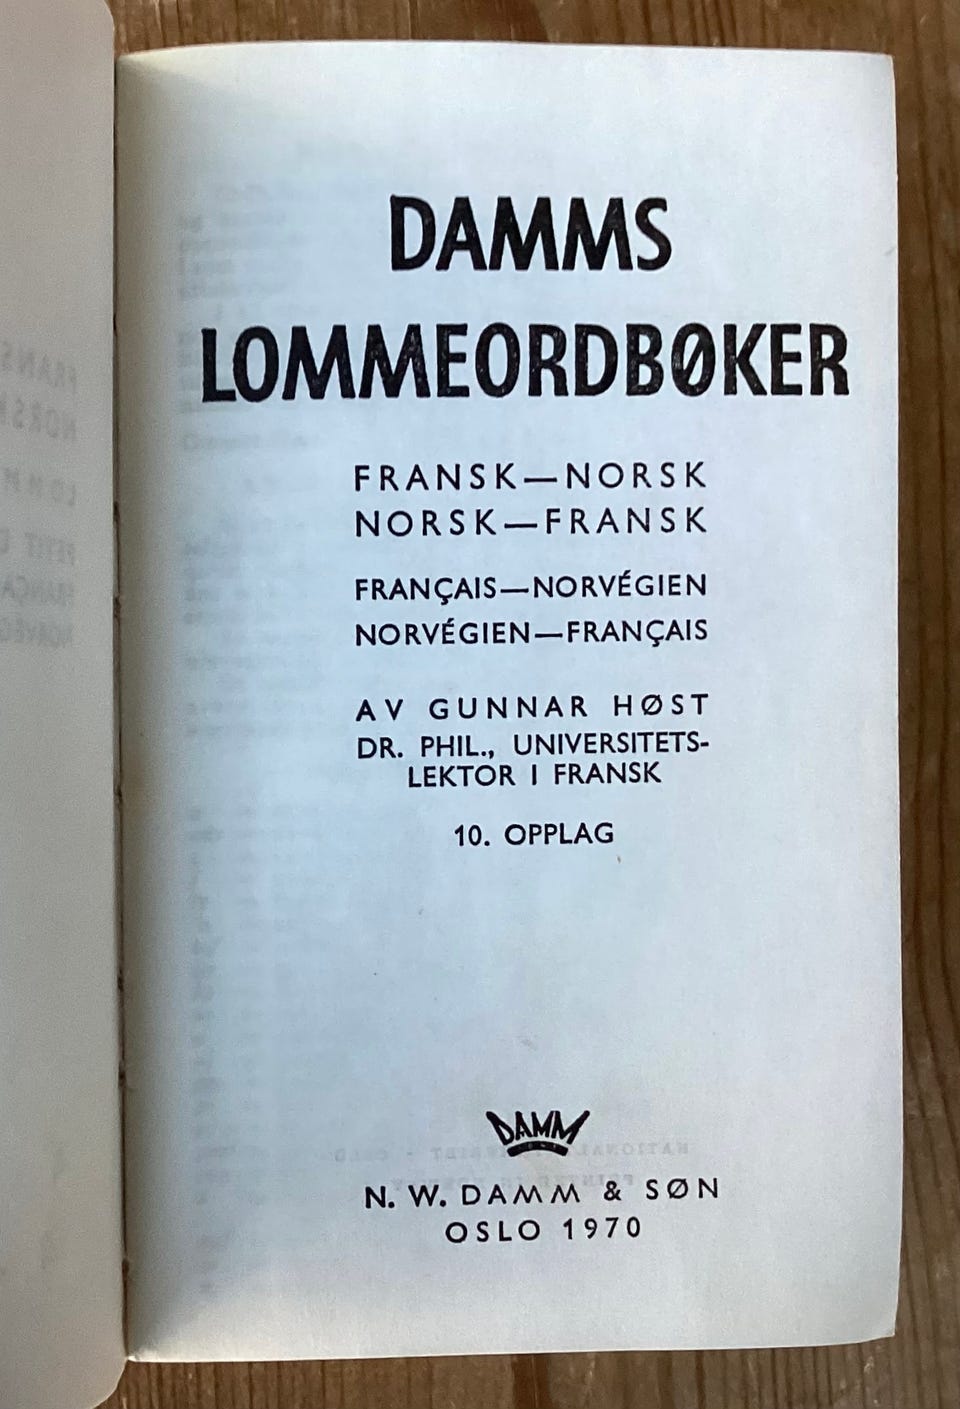 DAMMS
LOMMEORDBØKER
FRANSK—NORSK
NORSK—FRANSK
FRANÇAIS—NORVÉGIEN
NORVÉGIEN—FRANÇAIS
AV GUNNAR HØST
DR. PHIL., UNIVERSITETS-
LEKTOR I FRANSK
10. OPPLAG
DAMM
N. W. DAMM & SØN
OSLO 1970